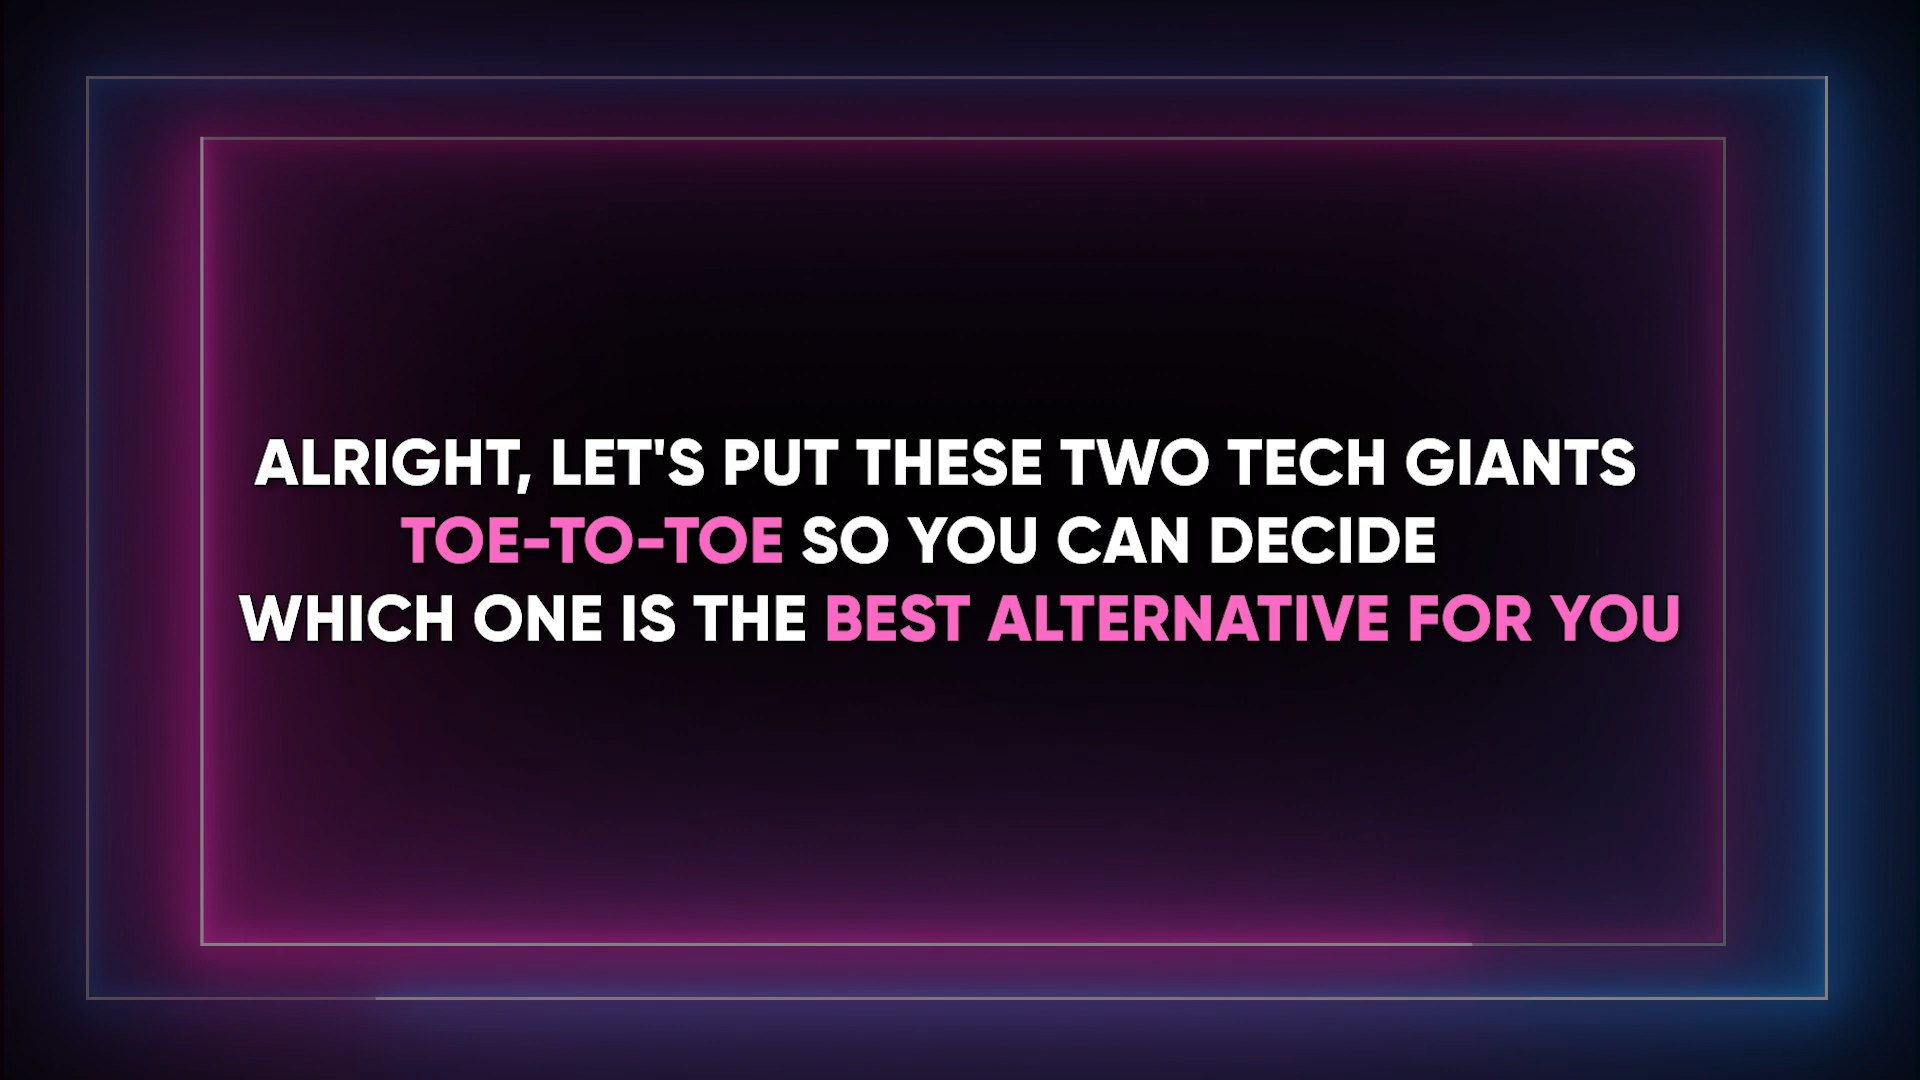 ALRIGHT, LET'S PUT THESE TWO TECH GIANTS
TOE-TO-TOE SO YOU CAN DECIDE
WHICH ONE IS THE BEST ALTERNATIVE FOR YOU